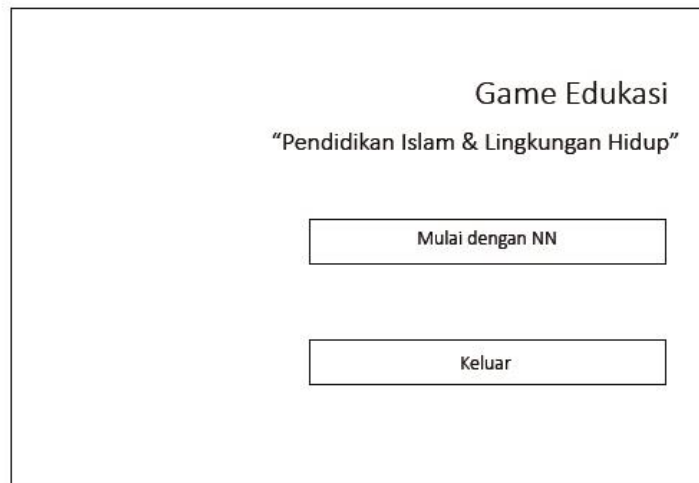 Game Edukasi
“Pendidikan Islam & Lingkungan Hidup”
Mulai dengan NN
Keluar